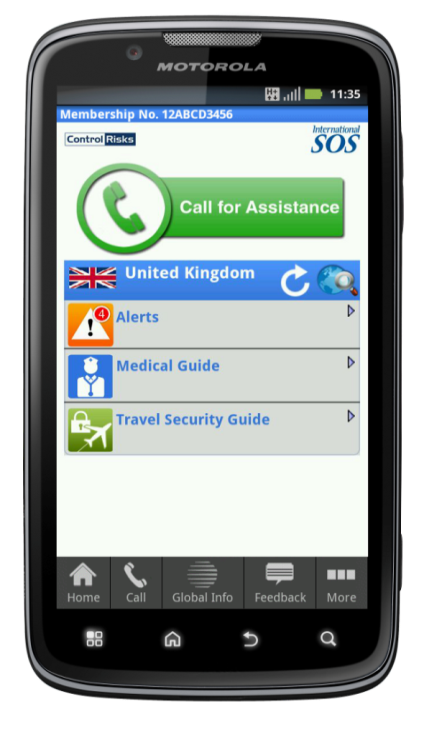 MOTOROLA
11:35
Membership No. 12ABCD3456
Control Risks
International
SOS
Call for Assistance
United Kingdom
4
Alerts
Medical Guide
Travel Security Guide
Home Call Global Info Feedback More